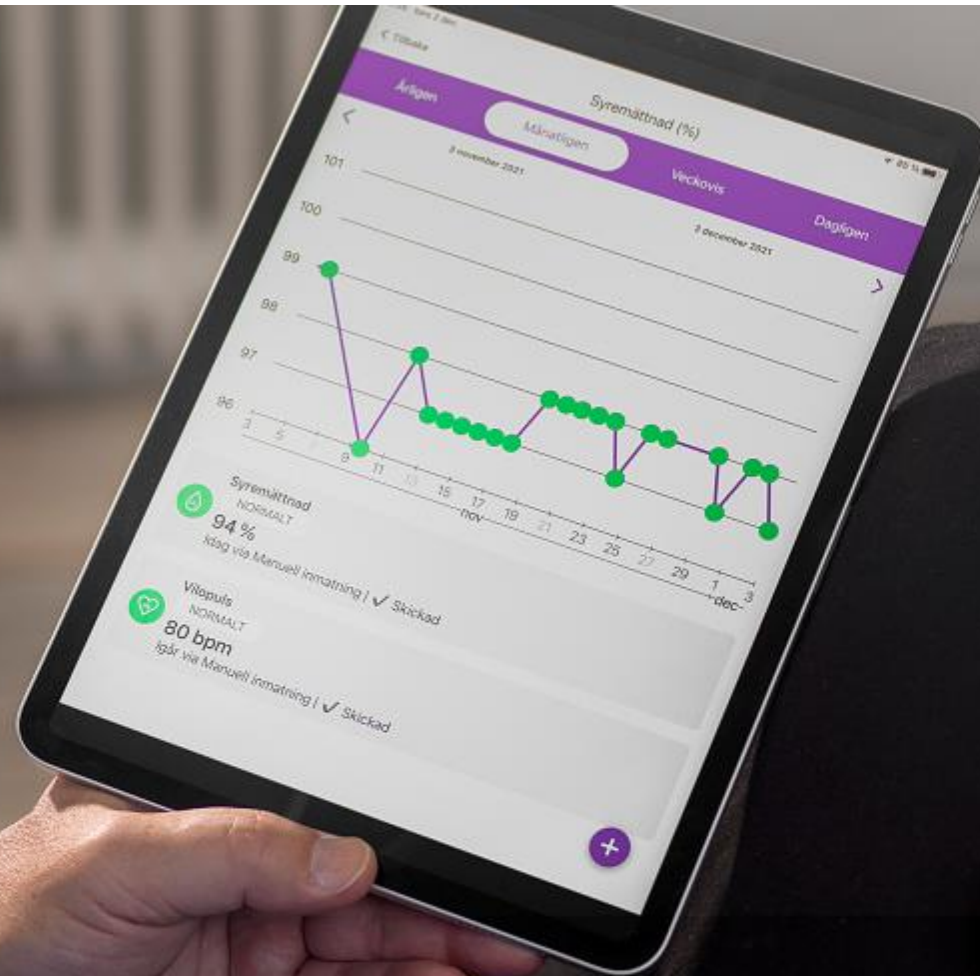 Tillbaka
85 %
Syremättnad (%)
Årligen
Månatligen
Veckovis
Dagligen
3 november 2021
3 december 2021
101
100
99
98
97
96
3 5 7 9 11 13 15 17 19 21 23 25 27 29 1 3
nov
dec
Syremättnad
NORMALT
94 %
Idag via Manuell inmatning | ✓ Skickad
Vilopuls
NORMALT
80 bpm
Igår via Manuell inmatning | ✓ Skickad
+